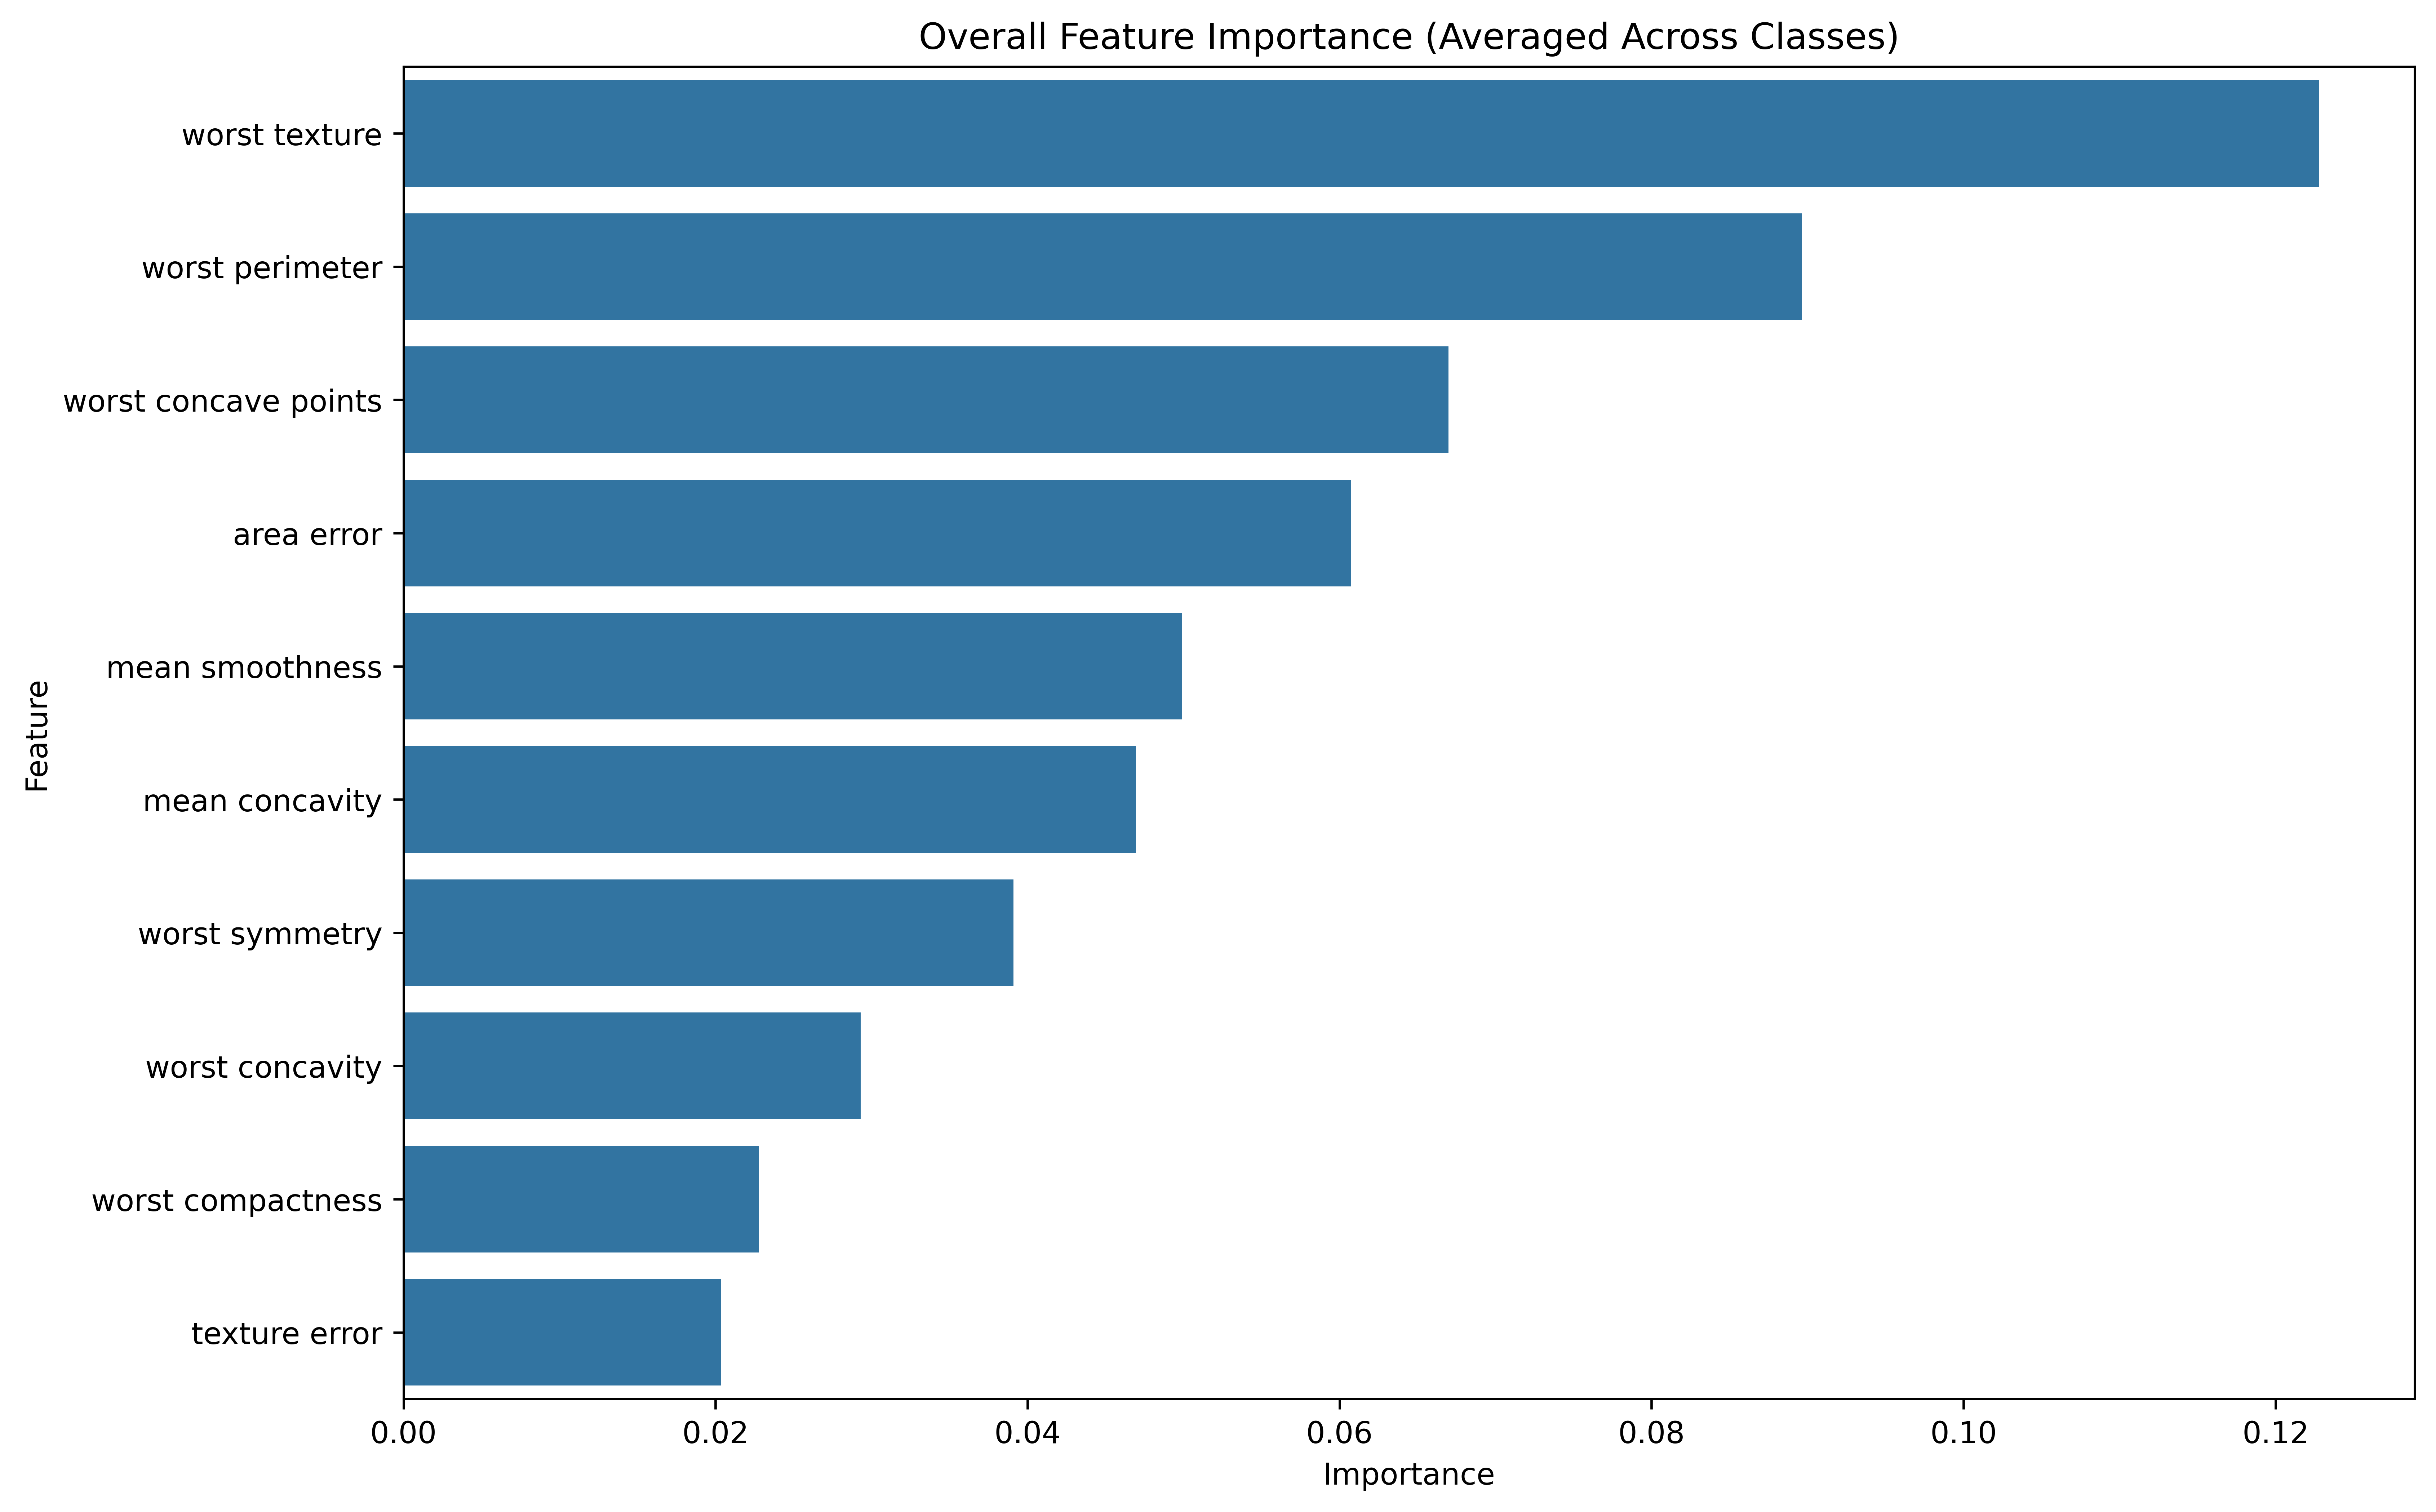 Overall Feature Importance (Averaged Across Classes)
Feature
worst texture
worst perimeter
worst concave points
area error
mean smoothness
mean concavity
worst symmetry
worst concavity
worst compactness
texture error
0.00 0.02 0.04 0.06 0.08 0.10 0.12
Importance